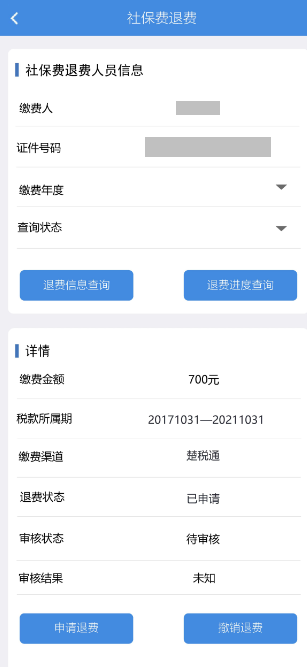 社保费退费
社保费退费人员信息
缴费人
证件号码
缴费年度
查询状态
退费信息查询 退费进度查询
详情
缴费金额 700元
税款所属期 20171031—20211031
缴费渠道 楚税通
退费状态 已申请
审核状态 待审核
审核结果 未知
申请退费 撤销退费